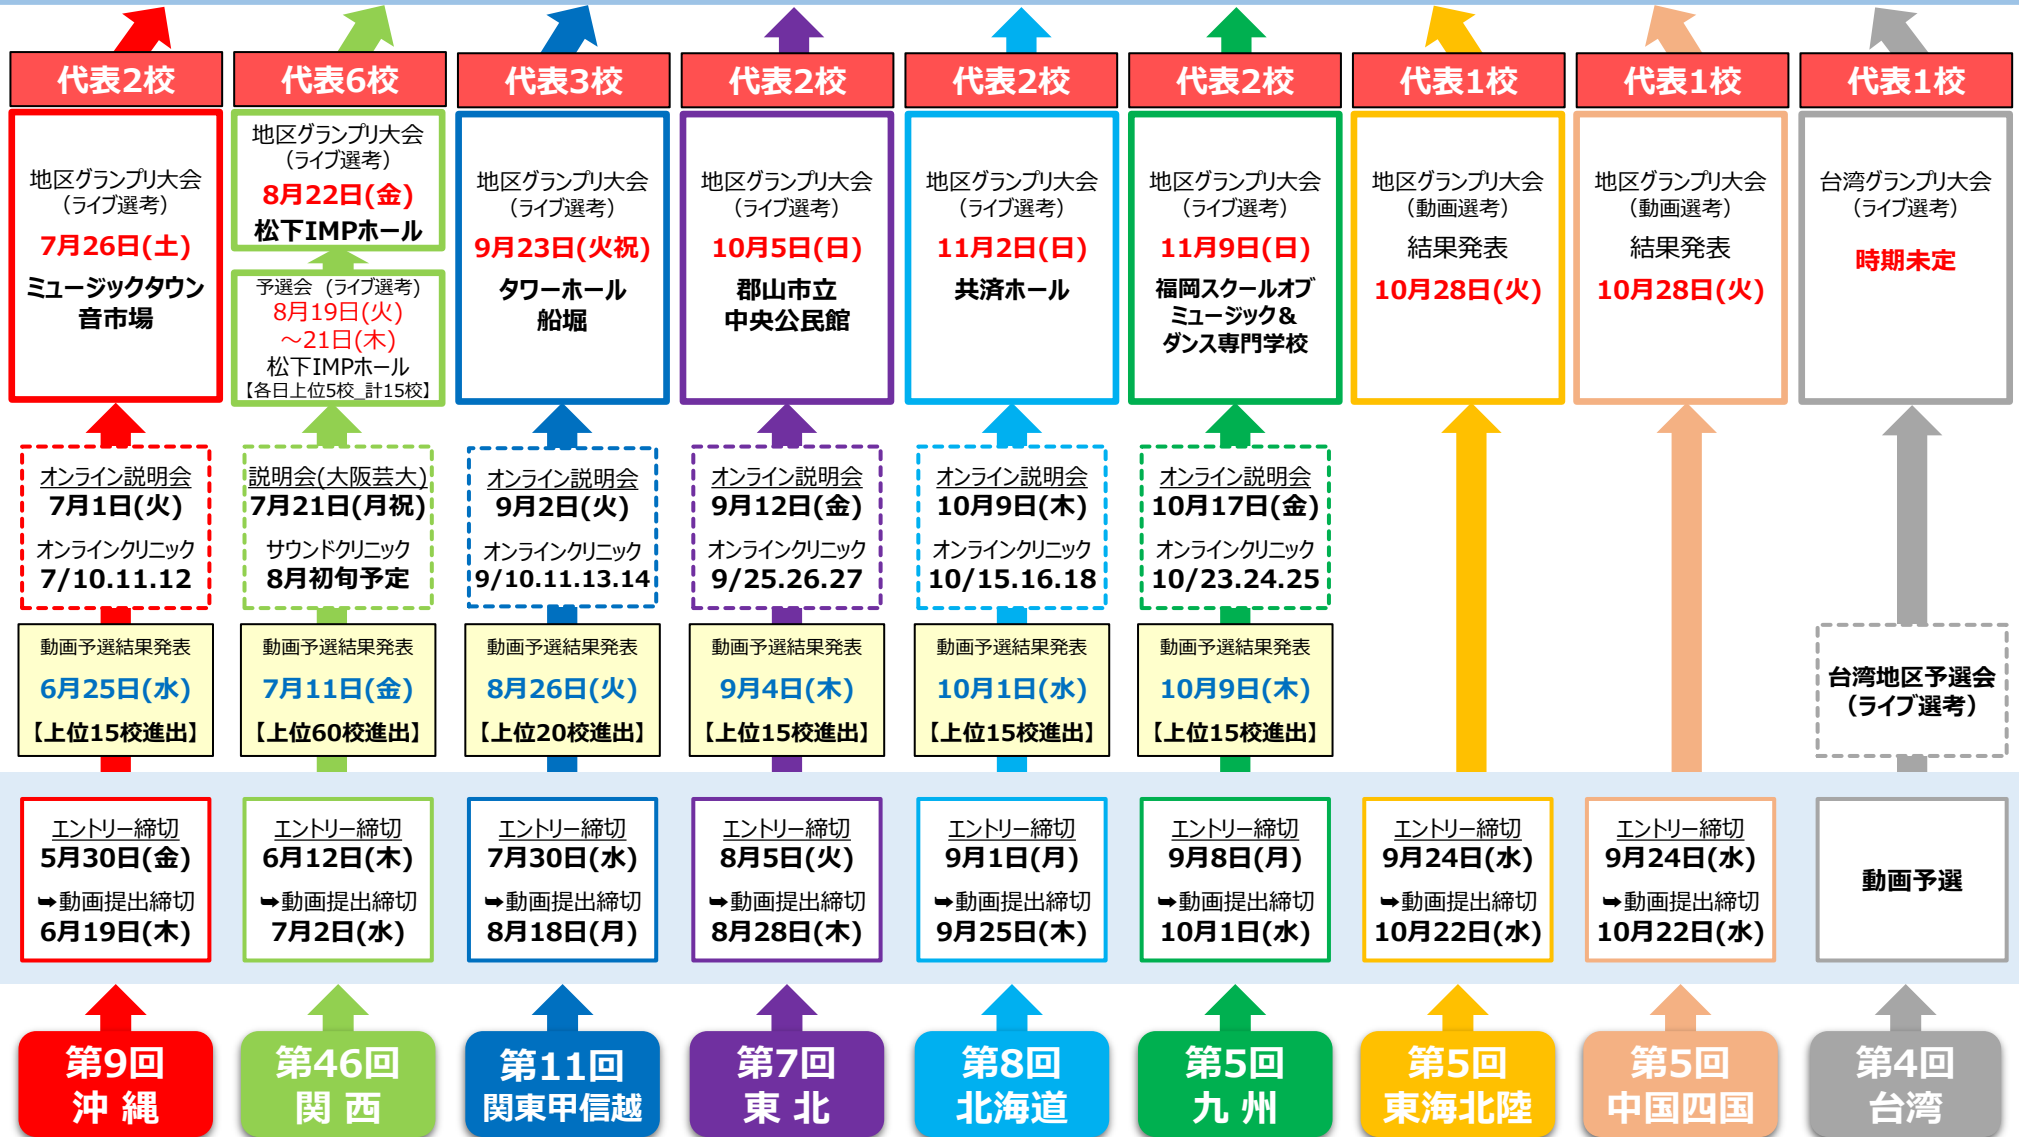 代表2校
代表6校
代表3校
代表2校
代表2校
代表2校
代表1校
代表1校
代表1校
地区グランプリ大会
(ライブ選考)
7月26日(土)
ミュージックタウン
音市場
地区グランプリ大会
(ライブ選考)
8月22日(金)
松下IMPホール
予選会 (ライブ選考)
8月19日(火)
～21日(木)
松下IMPホール
【各日上位5校_計15校】
地区グランプリ大会
(ライブ選考)
9月23日(火祝)
タワーホール
船堀
地区グランプリ大会
(ライブ選考)
10月5日(日)
郡山市立
中央公民館
地区グランプリ大会
(ライブ選考)
11月2日(日)
共済ホール
地区グランプリ大会
(ライブ選考)
11月9日(日)
福岡スクールオブ
ミュージック&
ダンス専門学校
地区グランプリ大会
(動画選考)
結果発表
10月28日(火)
地区グランプリ大会
(動画選考)
結果発表
10月28日(火)
台湾グランプリ大会
(ライブ選考)
時期未定
オンライン説明会
7月1日(火)
オンラインクリニック
7/10.11.12
説明会(大阪芸大)
7月21日(月祝)
サウンドクリニック
8月初旬予定
オンライン説明会
9月2日(火)
オンラインクリニック
9/10.11.13.14
オンライン説明会
9月12日(金)
オンラインクリニック
9/25.26.27
オンライン説明会
10月9日(木)
オンラインクリニック
10/15.16.18
オンライン説明会
10月17日(金)
オンラインクリニック
10/23.24.25
動画予選結果発表
6月25日(水)
【上位15校進出】
動画予選結果発表
7月11日(金)
【上位60校進出】
動画予選結果発表
8月26日(火)
【上位20校進出】
動画予選結果発表
9月4日(木)
【上位15校進出】
動画予選結果発表
10月1日(水)
【上位15校進出】
動画予選結果発表
10月9日(木)
【上位15校進出】
台湾地区予選会
(ライブ選考)
エントリー締切
5月30日(金)
➥動画提出締切
6月19日(木)
エントリー締切
6月12日(木)
➥動画提出締切
7月2日(水)
エントリー締切
7月30日(水)
➥動画提出締切
8月18日(月)
エントリー締切
8月5日(火)
➥動画提出締切
8月28日(木)
エントリー締切
9月1日(月)
➥動画提出締切
9月25日(木)
エントリー締切
9月8日(月)
➥動画提出締切
10月1日(水)
エントリー締切
9月24日(水)
➥動画提出締切
10月22日(水)
エントリー締切
9月24日(水)
➥動画提出締切
10月22日(水)
動画予選
第9回
沖 縄
第46回
関 西
第11回
関東甲信越
第7回
東 北
第8回
北海道
第5回
九 州
第5回
東海北陸
第5回
中国四国
第4回
台湾